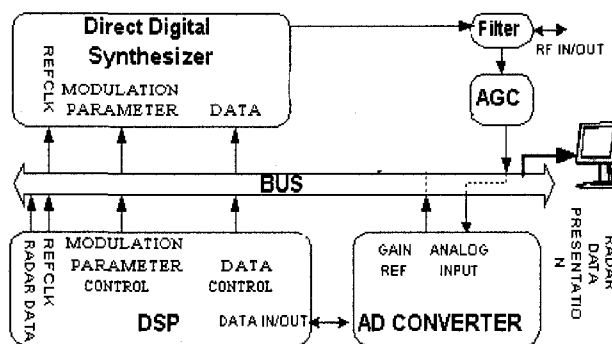 Direct Digital
Synthesizer
REFCLK
MODULATION
PARAMETER
DATA
Filter
RF IN/OUT
AGC
BUS
RADAR DATA
REFCLK
MODULATION
PARAMETER
CONTROL
DATA
CONTROL
DSP
DATA IN/OUT
GAIN
REF
ANALOG
INPUT
AD CONVERTER
RADAR
DATA
PRESENTATIO
N